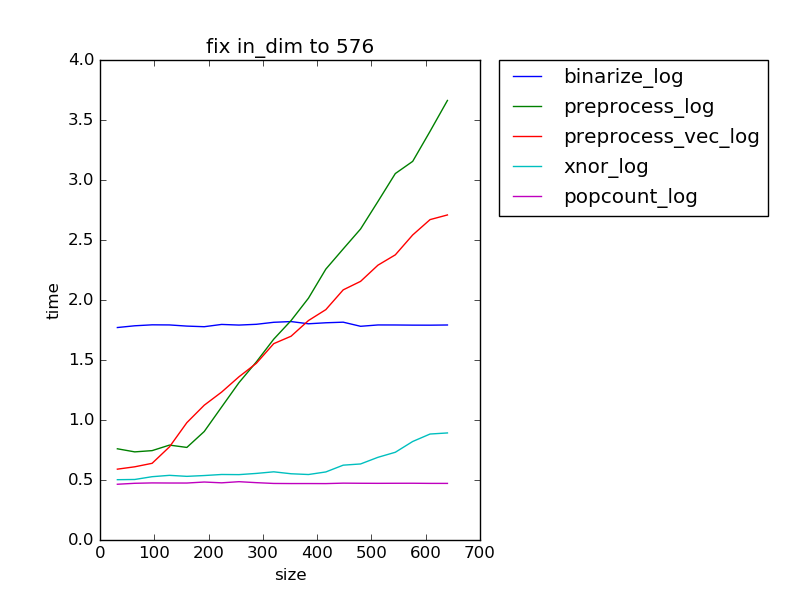 fix in_dim to 576
4.0
3.5
3.0
2.5
2.0
1.5
1.0
0.5
0.0
time
0 100 200 300 400 500 600 700
size
binarize_log
preprocess_log
preprocess_vec_log
xnor_log
popcount_log